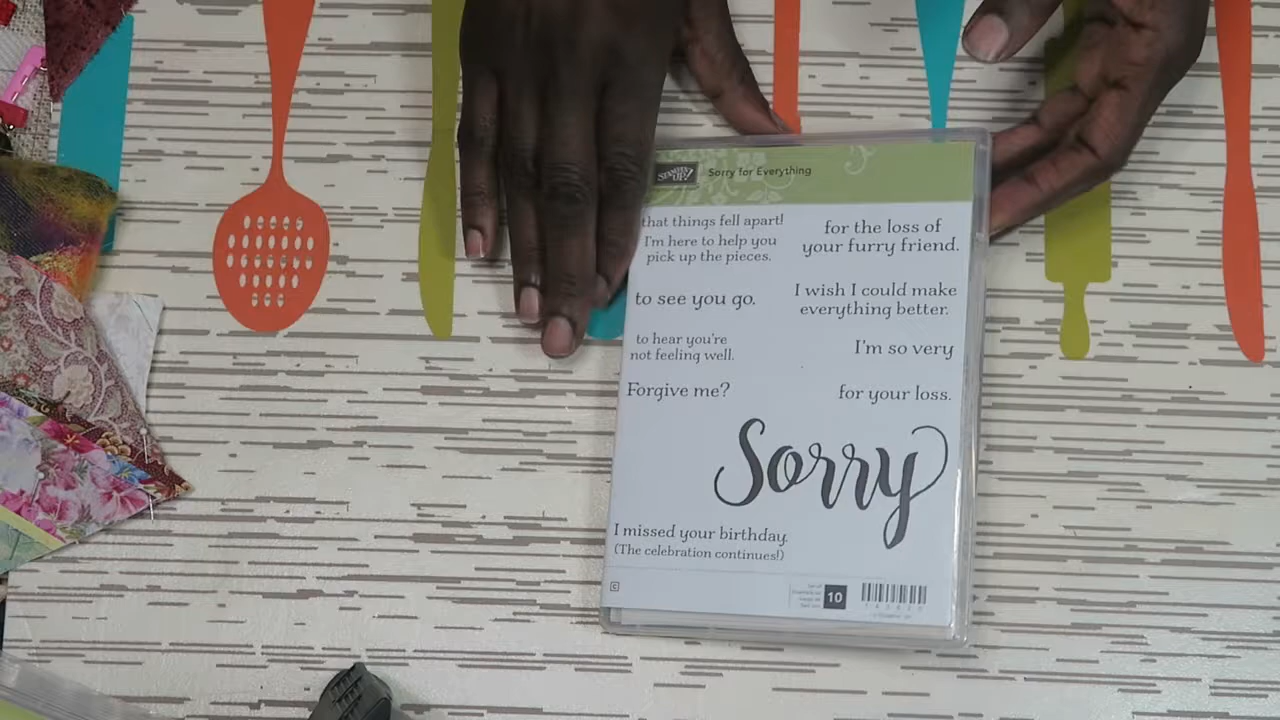 STAMPIN' UP!
Sorry for Everything
that things fell apart!
I'm here to help you
pick up the pieces.
for the loss of
your furry friend.
to see you go.
I wish I could make
everything better.
to hear you're
not feeling well.
I'm so very
Forgive me?
for your loss.
Sorry
I missed your birthday.
(The celebration continues!)
C
10